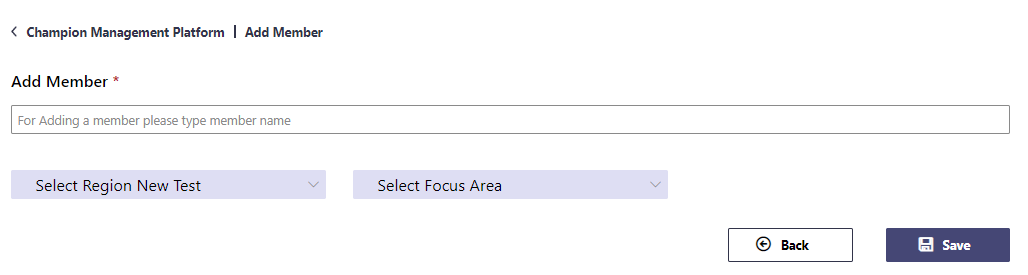 Champion Management Platform | Add Member
Add Member *
For Adding a member please type member name
Select Region New Test Select Focus Area
Back Save